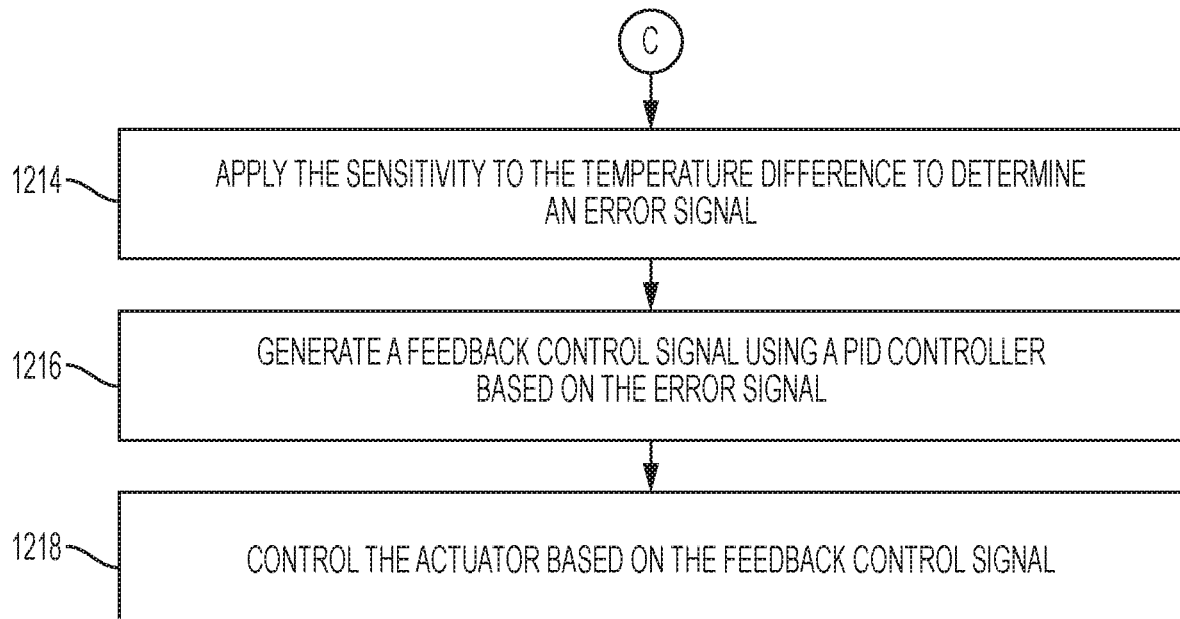 C
1214
APPLY THE SENSITIVITY TO THE TEMPERATURE DIFFERENCE TO DETERMINE
AN ERROR SIGNAL
1216
GENERATE A FEEDBACK CONTROL SIGNAL USING A PID CONTROLLER
BASED ON THE ERROR SIGNAL
1218
CONTROL THE ACTUATOR BASED ON THE FEEDBACK CONTROL SIGNAL